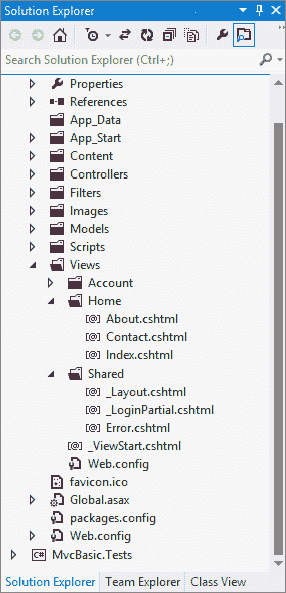 Solution Explorer
Search Solution Explorer (Ctrl+;)
Properties
References
App_Data
App_Start
Content
Controllers
Filters
Images
Models
Scripts
Views
Account
Home
About.cshtml
Contact.cshtml
Index.cshtml
Shared
_Layout.cshtml
_LoginPartial.cshtml
Error.cshtml
_ViewStart.cshtml
Web.config
favicon.ico
Global.asax
packages.config
Web.config
MvcBasic.Tests
Solution Explorer Team Explorer Class View